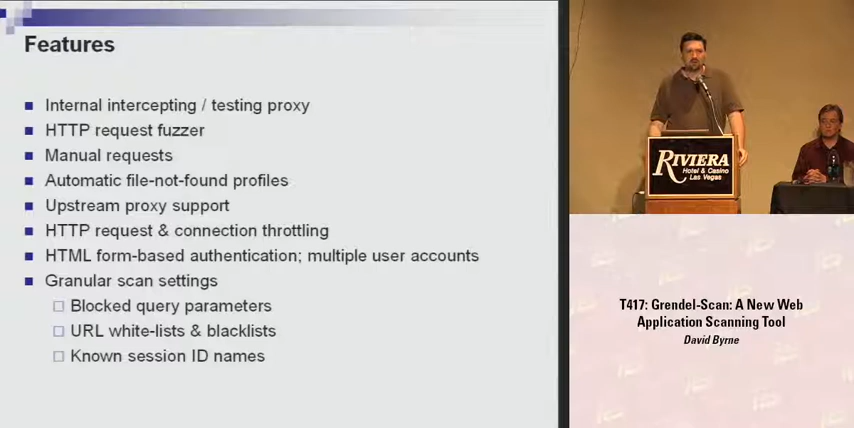 Features
Internal intercepting / testing proxy
HTTP request fuzzer
Manual requests
Automatic file-not-found profiles
Upstream proxy support
HTTP request & connection throttling
HTML form-based authentication; multiple user accounts
Granular scan settings
Blocked query parameters
URL white-lists & blacklists
Known session ID names
RIVIERA
Hotel & Casino
Las Vegas
T417: Grendel-Scan: A New Web
Application Scanning Tool
David Byrne